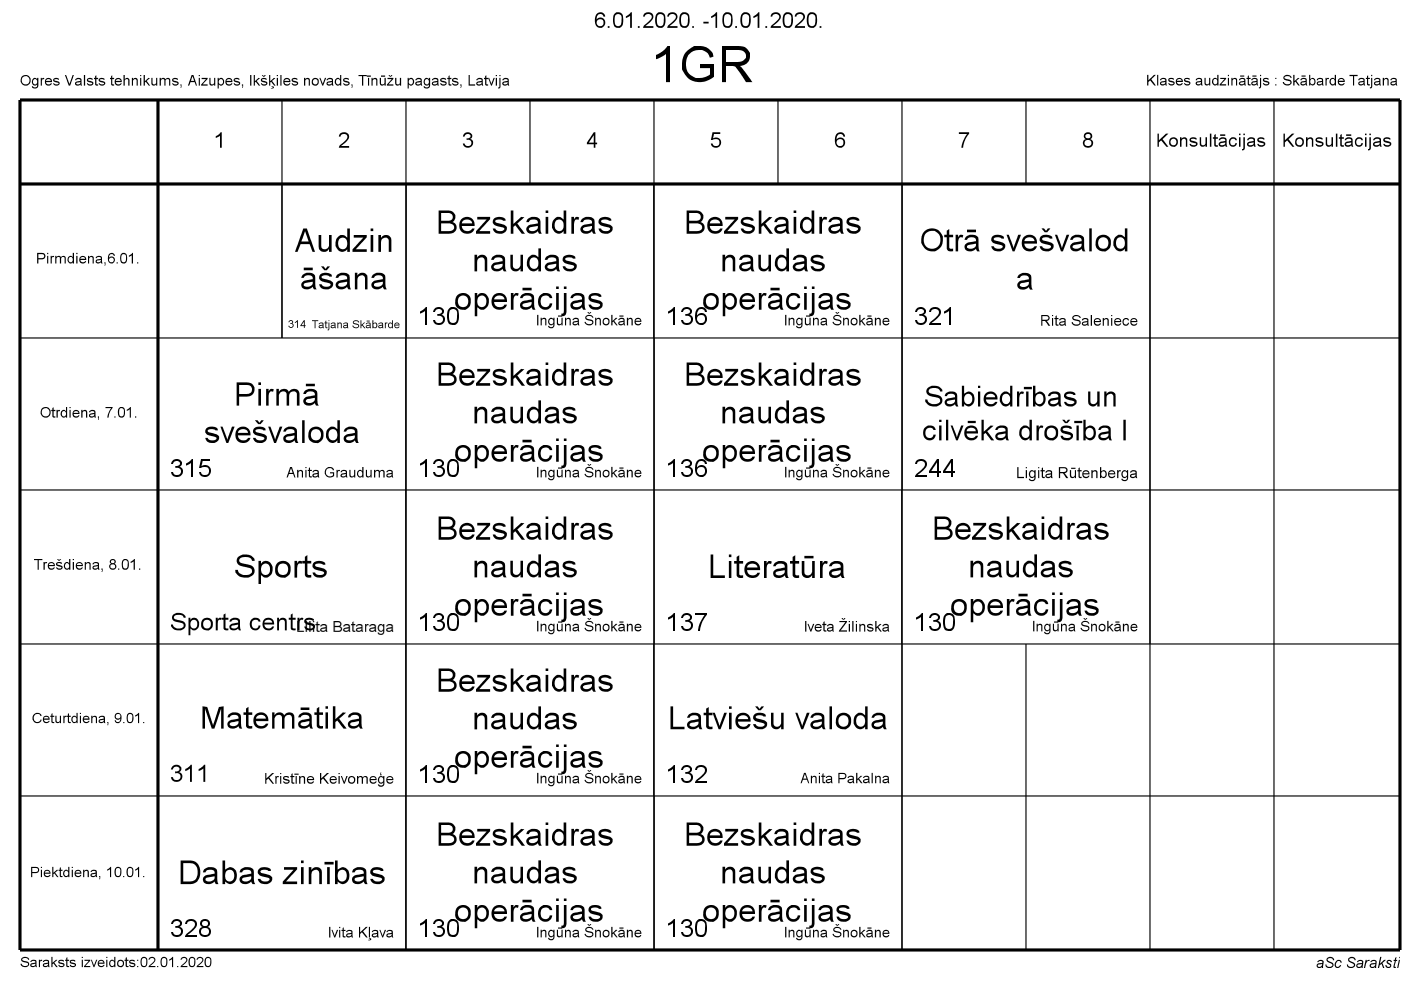 6.01.2020. -10.01.2020.
1GR
Ogres Valsts tehnikums, Aizupes, Ikšķiles novads, Tīnūžu pagasts, Latvija
Klases audzinātājs : Skābarde Tatjana
1 2 3 4 5 6 7 8 Konsultācijas Konsultācijas
Pirmdiena,6.01.
Audzin
āšana
314 Tatjana Skābarde
Bezskaidras
naudas
operācijas
130 Inguna Šnokāne
Bezskaidras
naudas
operācijas
136 Inguna Šnokāne
Otrā svešvalod
a
321 Rita Saleniece
Otrdiena, 7.01.
Pirmā
svešvaloda
315 Anita Grauduma
Bezskaidras
naudas
operācijas
130 Inguna Šnokāne
Bezskaidras
naudas
operācijas
136 Inguna Šnokāne
Sabiedrības un
cilvēka drošība I
244 Ligita Rūtenberga
Trešdiena, 8.01.
Sports
Sporta centrs Bataraga
Bezskaidras
naudas
operācijas
130 Inguna Šnokāne
Literatūra
137 Iveta Žilinska
Bezskaidras
naudas
operācijas
130 Inguna Šnokāne
Ceturtdiena, 9.01.
Matemātika
311 Kristīne Keivomeģe
Bezskaidras
naudas
operācijas
130 Inguna Šnokāne
Latviešu valoda
132 Anita Pakalna
Piektdiena, 10.01.
Dabas zinības
328 Ivita Kļava
Bezskaidras
naudas
operācijas
130 Inguna Šnokāne
Bezskaidras
naudas
operācijas
130 Inguna Šnokāne
Saraksts izveidots:02.01.2020
aSc Saraksti